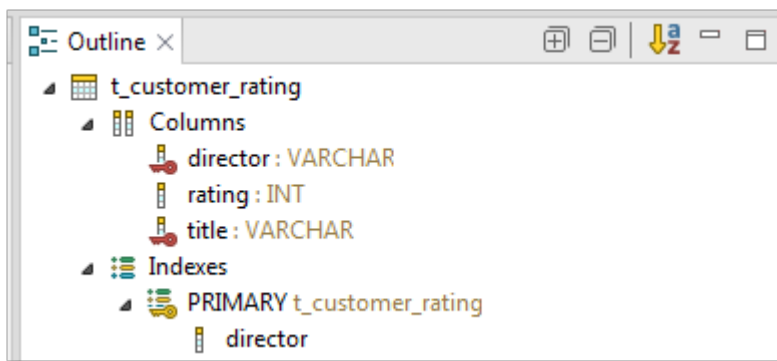 Outline
t_customer_rating
Columns
director : VARCHAR
rating : INT
title : VARCHAR
Indexes
PRIMARY t_customer_rating
director